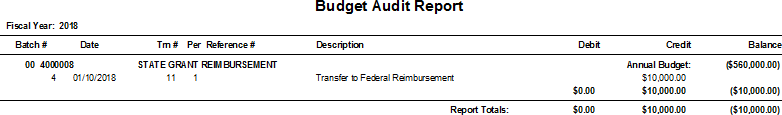 Budget Audit Report
Fiscal Year: 2018
Batch # Date Trn # Per Reference # Description Debit Credit Balance
00 4000008 STATE GRANT REIMBURSEMENT Annual Budget: ($560,000.00)
4 01/10/2018 11 1 Transfer to Federal Reimbursement $10,000.00
$0.00 $10,000.00 ($10,000.00)
Report Totals: $0.00 $10,000.00 ($10,000.00)